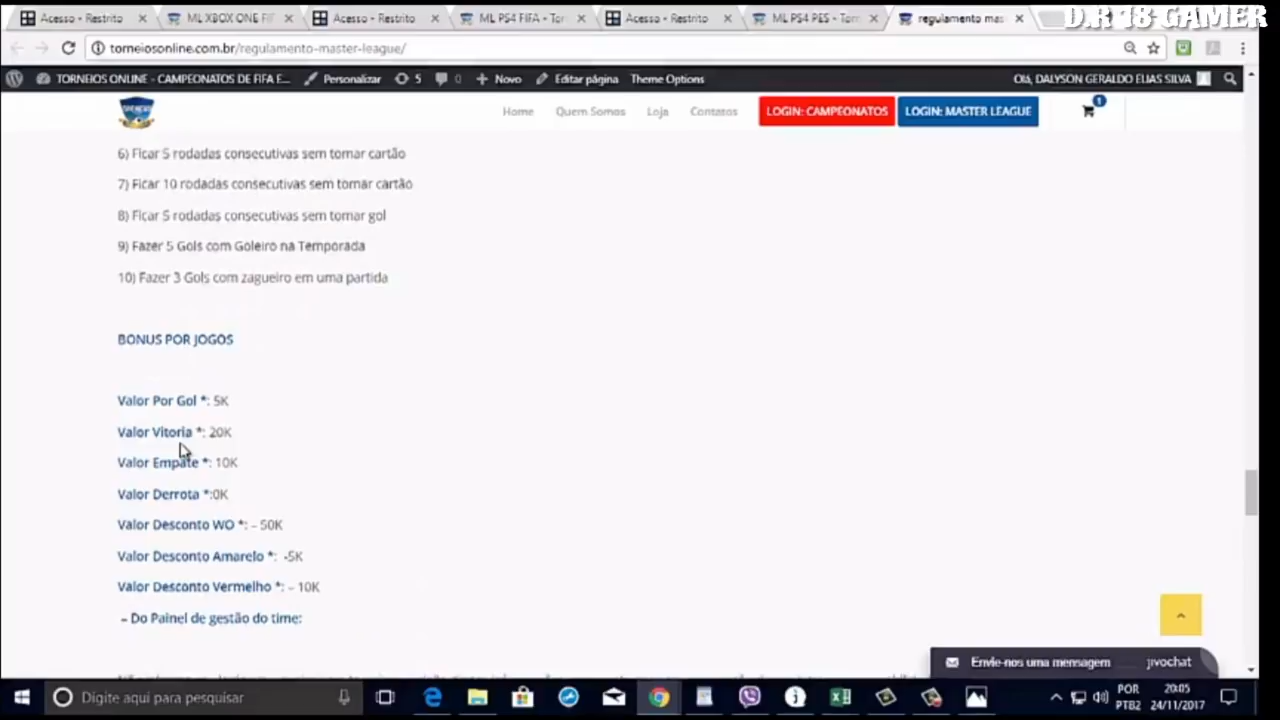 D.R 18 GAMER
Acesso - Restrito
ML XBOX ONE FIF
Acesso - Restrito
ML PS4 FIFA - Torn
Acesso - Restrito
ML PS4 PES - Torn
regulamento mas
torneiosonline.com.br/regulamento-master-league/
TORNEIOS ONLINE - CAMPEONATOS DE FIFA E...
Personalizar
5
0
Novo
Editar página
Theme Options
Olá, DALYSON GERALDO ELIAS SILVA
Home
Quem Somos
Loja
Contatos
LOGIN: CAMPEONATOS
LOGIN: MASTER LEAGUE
1
6) Ficar 5 rodadas consecutivas sem tomar cartão
7) Ficar 10 rodadas consecutivas sem tomar cartão
8) Ficar 5 rodadas consecutivas sem tomar gol
9) Fazer 5 Gols com Goleiro na Temporada
10) Fazer 3 Gols com zagueiro em uma partida
BONUS POR JOGOS
Valor Por Gol *: 5K
Valor Vitoria *: 20K
Valor Empate *: 10K
Valor Derrota *:0K
Valor Desconto WO *: – 50K
Valor Desconto Amarelo *: -5K
Valor Desconto Vermelho *: – 10K
– Do Painel de gestão do time:
Envie-nos uma mensagem
jivochat
Digite aqui para pesquisar
POR
PTB2
20:05
24/11/2017